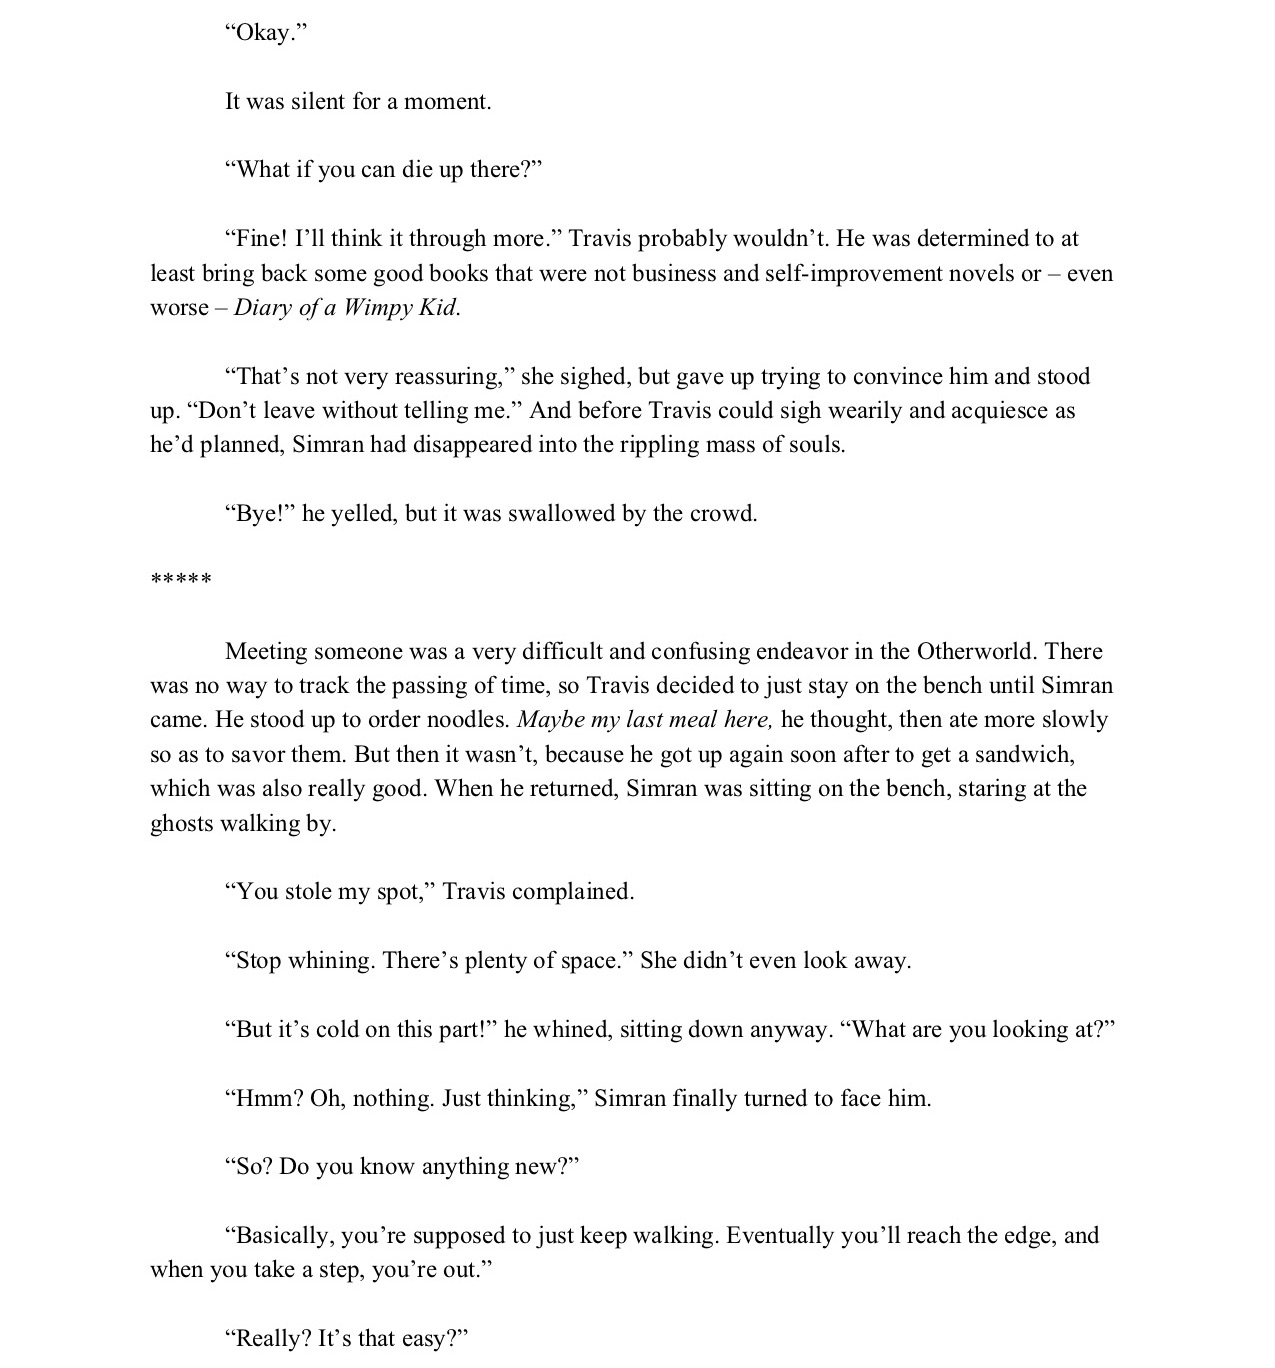 “Okay.”
It was silent for a moment.
“What if you can die up there?”
“Fine! I’ll think it through more.” Travis probably wouldn’t. He was determined to at
least bring back some good books that were not business and self-improvement novels or – even
worse – Diary of a Wimpy Kid.
“That’s not very reassuring,” she sighed, but gave up trying to convince him and stood
up. “Don’t leave without telling me.” And before Travis could sigh wearily and acquiesce as
he’d planned, Simran had disappeared into the rippling mass of souls.
“Bye!” he yelled, but it was swallowed by the crowd.
*****
Meeting someone was a very difficult and confusing endeavor in the Otherworld. There
was no way to track the passing of time, so Travis decided to just stay on the bench until Simran
came. He stood up to order noodles. Maybe my last meal here, he thought, then ate more slowly
so as to savor them. But then it wasn’t, because he got up again soon after to get a sandwich,
which was also really good. When he returned, Simran was sitting on the bench, staring at the
ghosts walking by.
“You stole my spot,” Travis complained.
“Stop whining. There’s plenty of space.” She didn’t even look away.
“But it’s cold on this part!” he whined, sitting down anyway. “What are you looking at?”
“Hmm? Oh, nothing. Just thinking,” Simran finally turned to face him.
“So? Do you know anything new?”
“Basically, you’re supposed to just keep walking. Eventually you’ll reach the edge, and
when you take a step, you’re out.”
“Really? It’s that easy?”